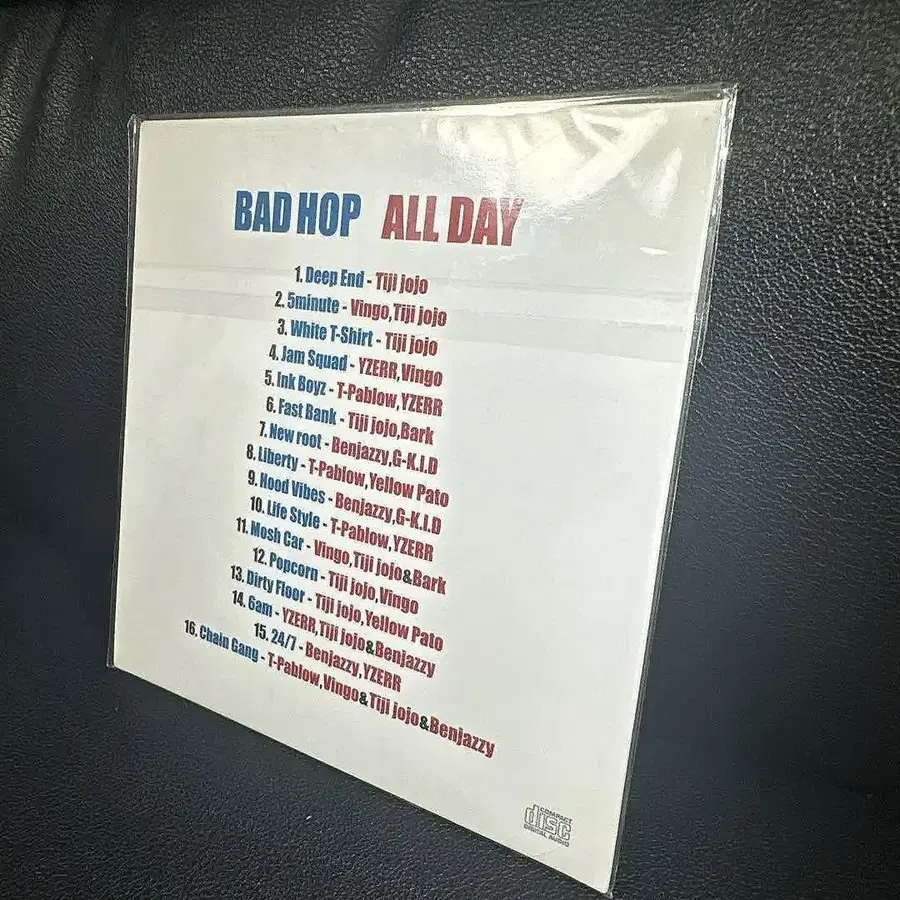 BAD HOP ALL DAY
1. Deep End - Tiji jojo
2. 5minute - Vingo,Tiji jojo
3. White T-Shirt - Tiji jojo
4. Jam Squad - YZERR,Vingo
5. Ink Boyz - T-Pablow,YZERR
6. Fast Bank - Tiji jojo,Bark
7. New root - Benjazzy,G-K.I.D
8. Liberty - T-Pablow,Yellow Pato
9. Hood Vibes - Benjazzy,G-K.I.D
10. Life Style - T-Pablow,YZERR
11. Mosh Car - Vingo,Tiji jojo&Bark
12. Popcorn - Tiji jojo,Vingo
13. Dirty Floor - Tiji jojo,Yellow Pato
14. 6am - YZERR,Tiji jojo&Benjazzy
15. 24/7 - Benjazzy,YZERR
16. Chain Gang - T-Pablow,Vingo&Tiji jojo&Benjazzy
COMPACT
disc
DIGITAL AUDIO